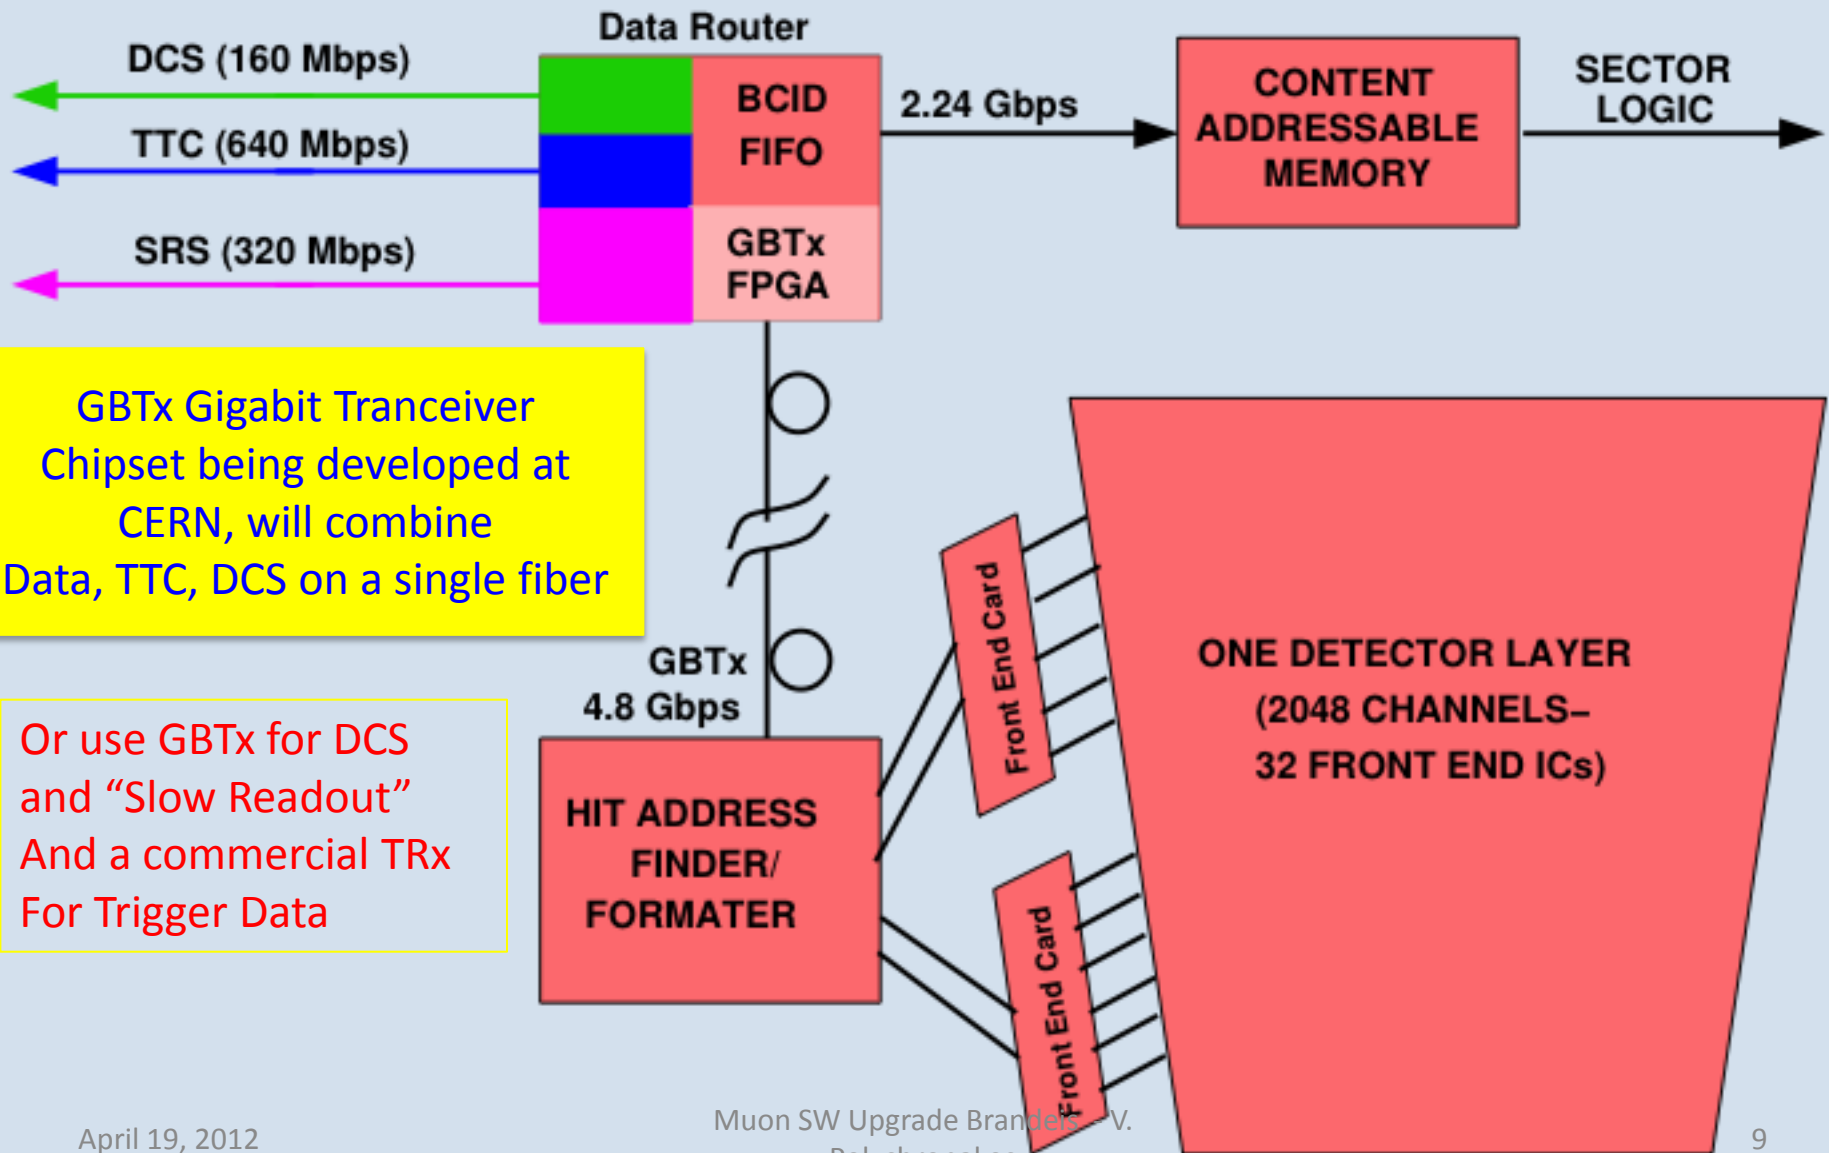 Data Router
DCS (160 Mbps)
TTC (640 Mbps)
SRS (320 Mbps)
BCID
FIFO
GBTx
FPGA
2.24 Gbps
CONTENT
ADDRESSABLE
MEMORY
SECTOR
LOGIC
GBTx Gigabit Tranceiver
Chipset being developed at
CERN, will combine
Data, TTC, DCS on a single fiber
GBTx
4.8 Gbps
Or use GBTx for DCS
and “Slow Readout”
And a commercial TRx
For Trigger Data
HIT ADDRESS
FINDER/
FORMATER
Front End Card
Front End Card
ONE DETECTOR LAYER
(2048 CHANNELS–
32 FRONT END ICs)
April 19, 2012
Muon SW Upgrade Brandeis - V.
9